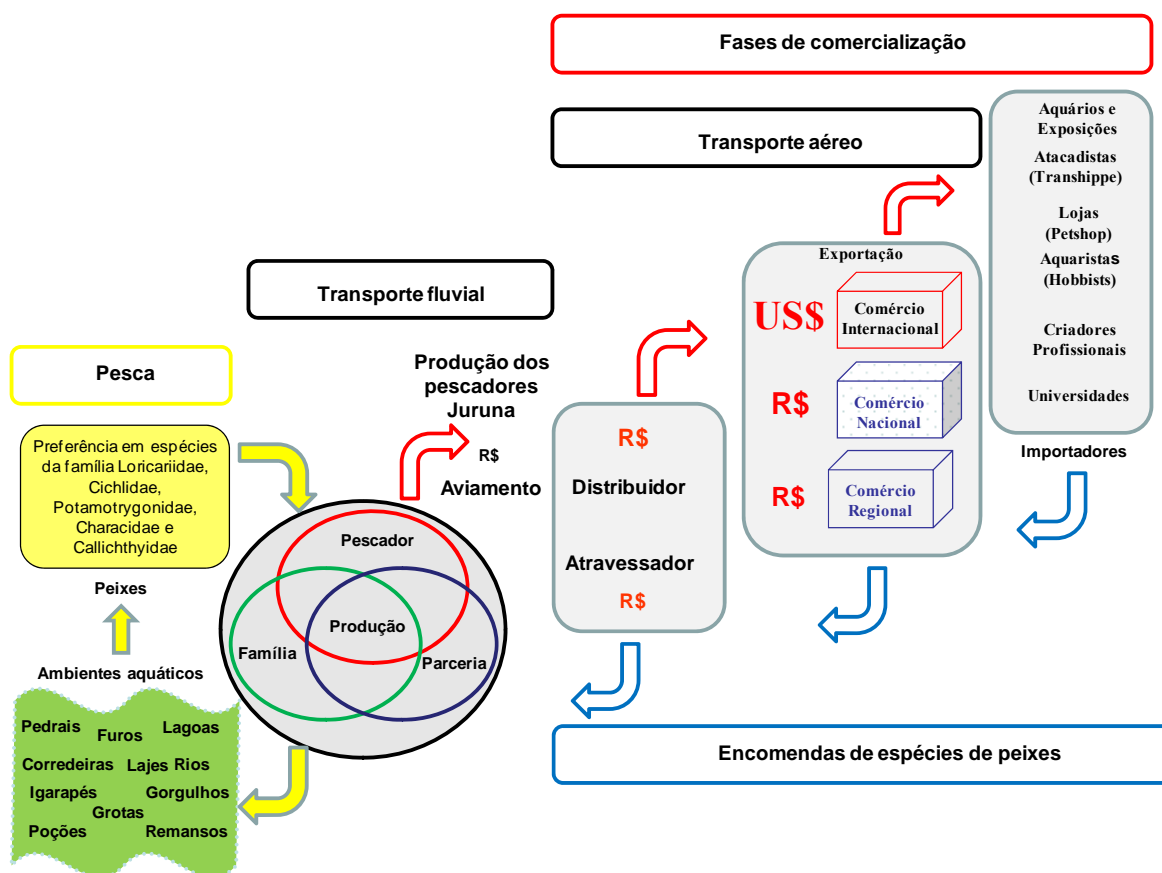 Fases de comercialização
Transporte aéreo
Aquários e
Exposições
Atacadistas
(Transhippe)
Lojas
(Petshop)
Aquaristas
(Hobbists)
Criadores
Profissionais
Universidades
Importadores
Exportação
US$
Comércio
Internacional
R$
Comércio
Nacional
R$
Comércio
Regional
Transporte fluvial
Produção dos
pescadores
Juruna
R$
Aviamento
R$
Distribuidor
Atravessador
R$
Pesca
Preferência em espécies
da família Loricariidae,
Cichlidae,
Potamotrygonidae,
Characidae e
Callichthyidae
Peixes
Pescador
Produção
Família
Parceria
Ambientes aquáticos
Pedrais
Furos
Lagoas
Corredeiras
Lajes
Rios
Igarapés
Gorgulhos
Grotas
Poções
Remansos
Encomendas de espécies de peixes